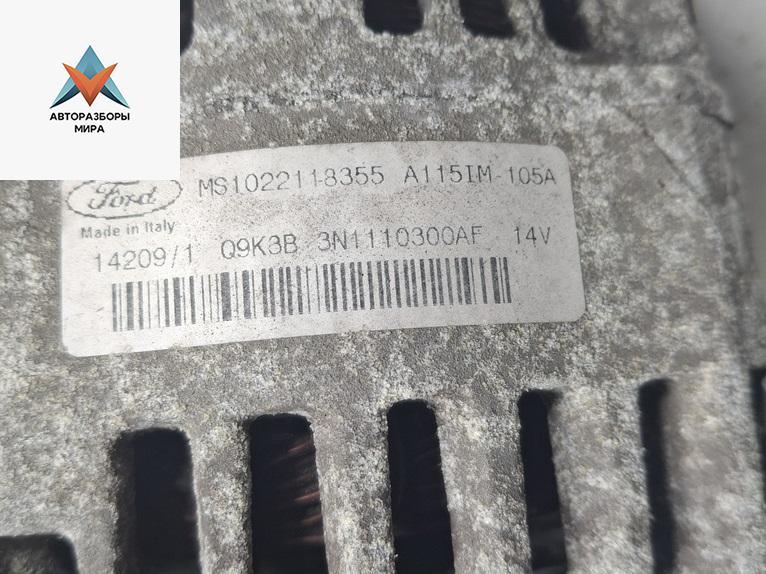 АВТОРАЗБОРЫ
МИРА
Ford MS1022118355 A115IM-105A
Made in Italy
14209/1 Q9K3B 3N1110300AF 14V